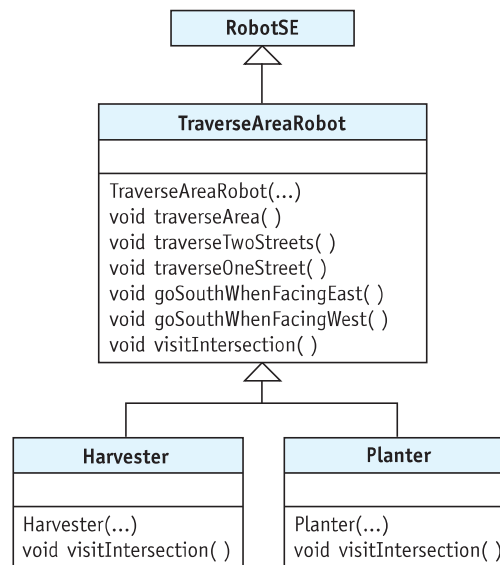 RobotSE
TraverseAreaRobot
TraverseAreaRobot(...)
void traverseArea( )
void traverseTwoStreets( )
void traverseOneStreet( )
void goSouthWhenFacingEast( )
void goSouthWhenFacingWest( )
void visitIntersection( )
Harvester
Harvester(...)
void visitIntersection( )
Planter
Planter(...)
void visitIntersection( )